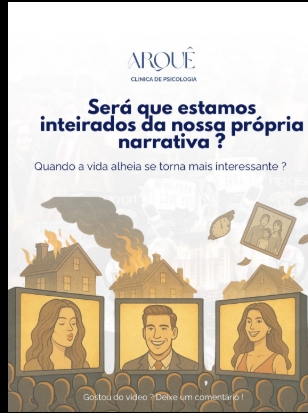 ARQUÊ
CLINICA DE PSICOLOGIA
Será que estamos
inteirados da nossa própria
narrativa ?
Quando a vida alheia se torna mais interessante ?
Gostou do video ? Deixe um comentário !